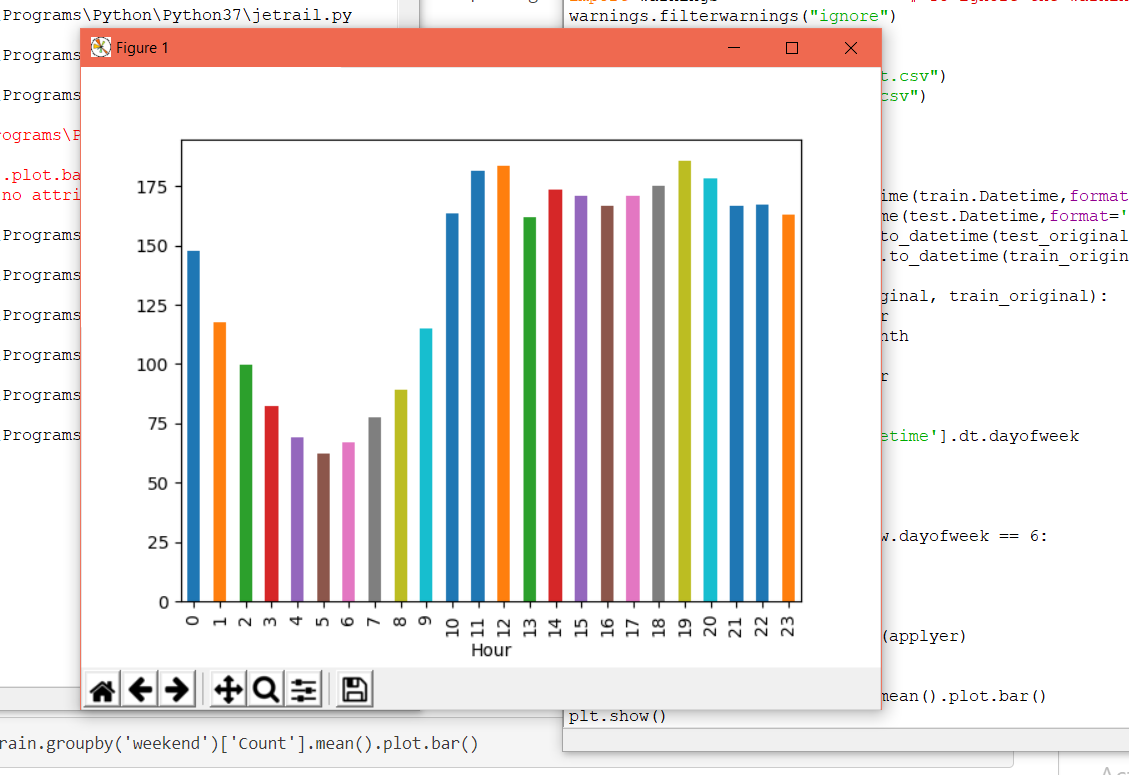 Programs\Python\Python37\jetrail.py
Programs
Programs
rograms\P
.plot.ba
no attri
Programs
Programs
Programs
Programs
Programs
Programs
warnings.filterwarnings("ignore")
t.csv")
csv")
ime(train.Datetime,format
me(test.Datetime,format='
to_datetime(test_original
.to_datetime(train_origin
ginal, train_original):
r
nth
r
etime'].dt.dayofweek
w.dayofweek == 6:
(applyer)
mean().plot.bar()
plt.show()
Figure 1
175
150
125
100
75
50
25
0
0 1 2 3 4 5 6 7 8 9 10 11 12 13 14 15 16 17 18 19 20 21 22 23
Hour
rain.groupby('weekend')['Count'].mean().plot.bar()